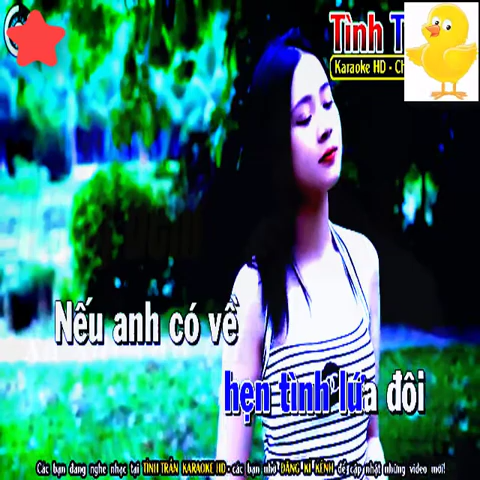 Tình
Karaoke HD - Ch
Nếu anh có về
hẹn tình lứa đôi
Các bạn đang nghe nhạc tại TÌNH TRẦN KARAOKE HD - các bạn nhớ ĐĂNG KÍ KÊNH để cập nhật những video mới!